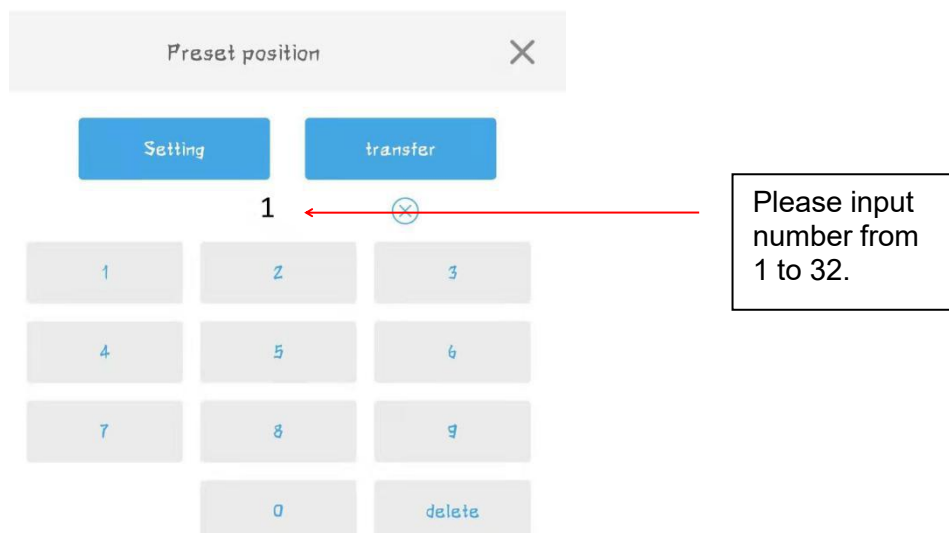 Preset position
Setting transfer
1
1 2 3
4 5 6
7 8 9
0 delete
Please input
number from
1 to 32.